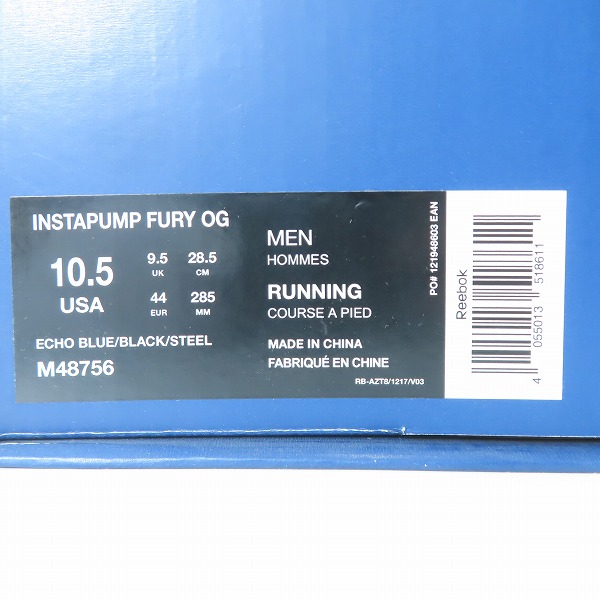 INSTAPUMP FURY OG
10.5
USA
9.5
UK
28.5
CM
44
EUR
285
MM
ECHO BLUE/BLACK/STEEL
M48756
MEN
HOMMES
RUNNING
COURSE A PIED
MADE IN CHINA
FABRIQUÉ EN CHINE
RB-AZT8/1217/V03
PO# 121948603 EAN
Reebok
4 055013 518611